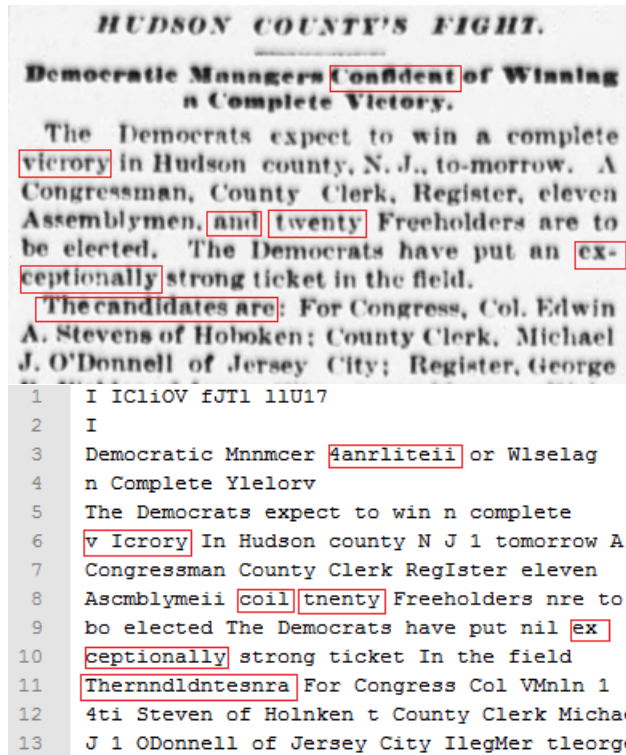 HUDSON COUNTY'S FIGHT.
Democratic Managers Confident of Winning
a Complete Victory.
The Democrats expect to win a complete
vicrory in Hudson county, N. J., to-morrow. A
Congressman, County Clerk, Register, eleven
Assemblymen, and twenty Freeholders are to
be elected. The Democrats have put an ex-
ceptionally strong ticket in the field.
The candidates are: For Congress, Col. Edwin
A. Stevens of Hoboken; County Clerk, Michael
J. O'Donnell of Jersey City; Register, George
1 I ICliOV fJTl llU17
2 I
3 Democratic Mnnmcer 4anrliteii or Wlselag
4 n Complete Ylelorv
5 The Democrats expect to win n complete
6 v Icrory In Hudson county N J 1 tomorrow A
7 Congressman County Clerk RegIster eleven
8 Ascmblymeii coil tnenty Freeholders nre to
9 bo elected The Democrats have put nil ex
10 ceptionally strong ticket In the field
11 Thernndldntesnra For Congress Col VMnln 1
12 4ti Steven of Holnken t County Clerk Michae
13 J 1 ODonnell of Jersey City IlegMer tleorge